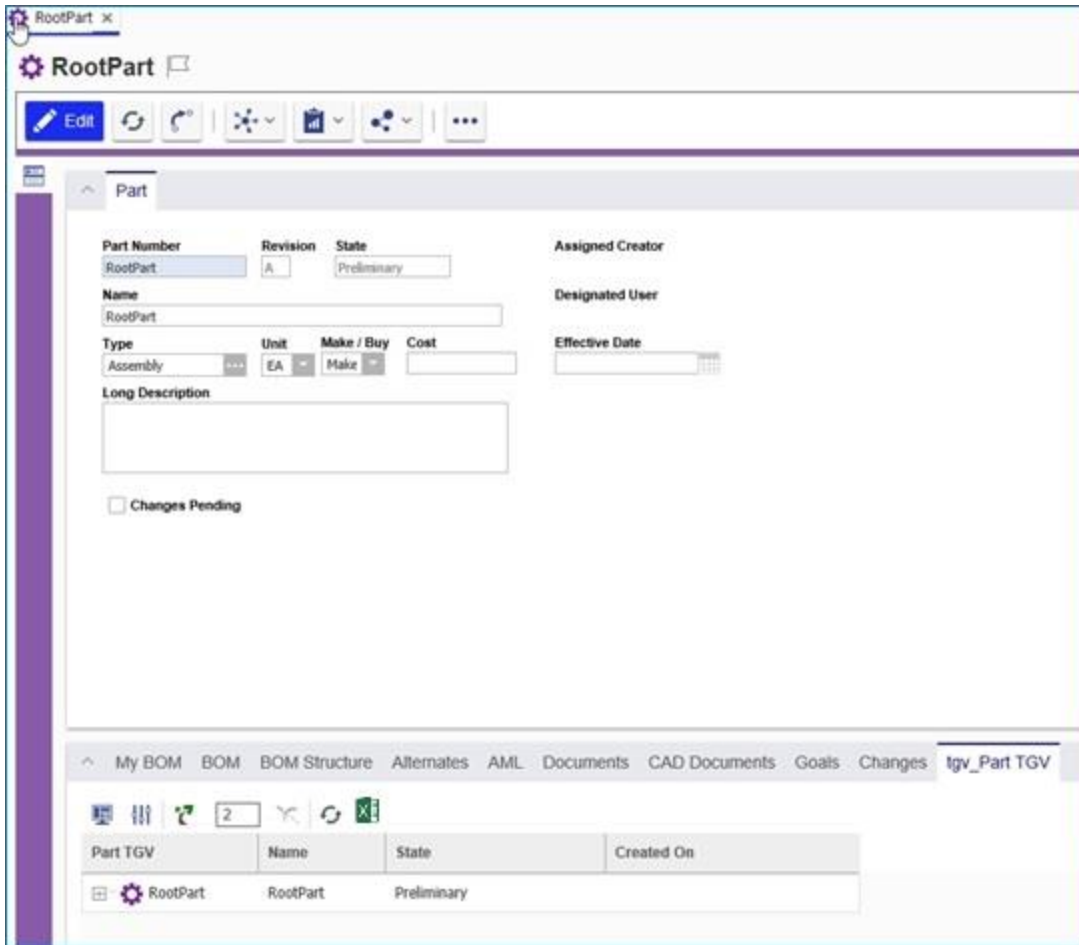 RootPart ×
RootPart
Edit
Part
Part Number Revision State Assigned Creator
RootPart A Preliminary
Name Designated User
RootPart
Type Unit Make / Buy Cost Effective Date
Assembly EA Make
Long Description
Changes Pending
My BOM BOM BOM Structure Alternates AML Documents CAD Documents Goals Changes tgv_Part TGV
2
Part TGV Name State Created On
RootPart RootPart Preliminary